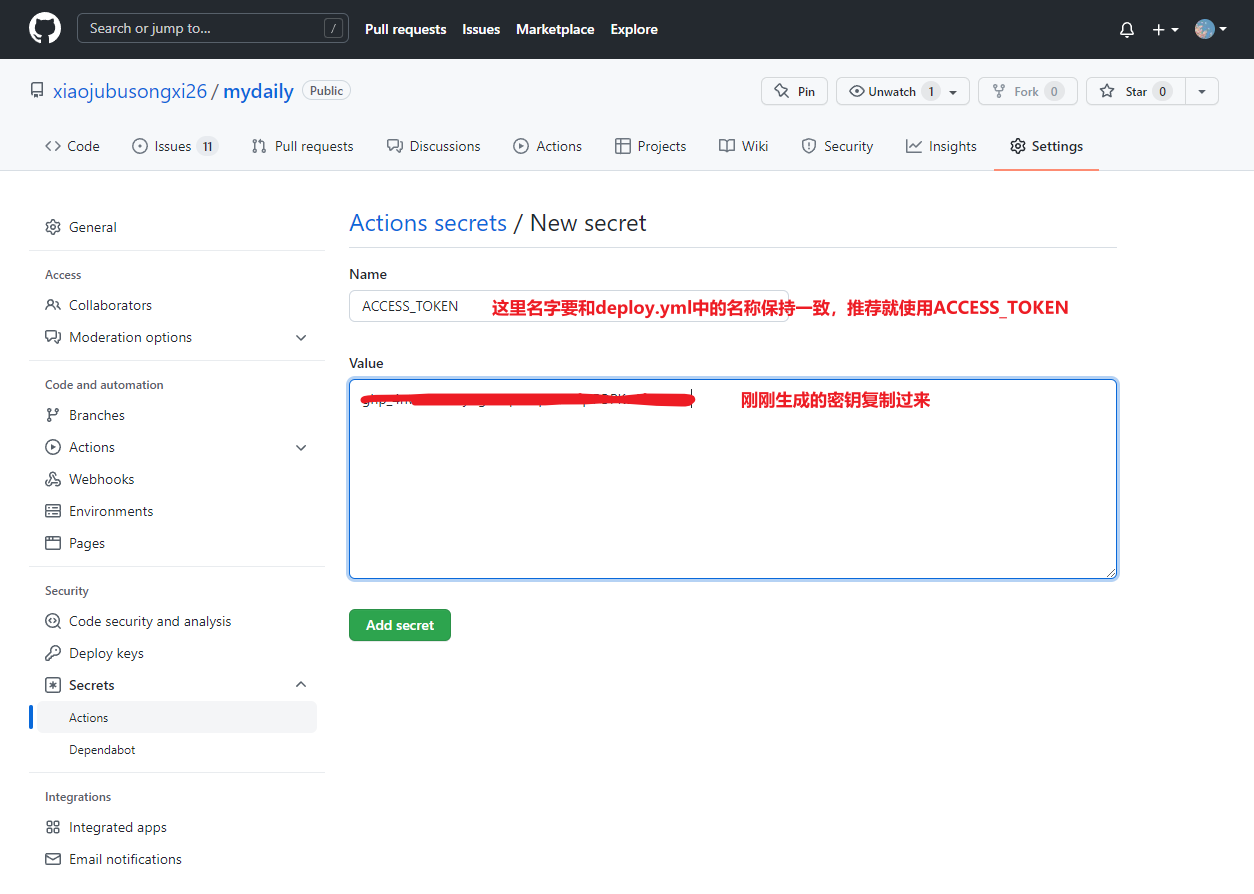 Search or jump to... /
Pull requests Issues Marketplace Explore
xiaojubusongxi26 / mydaily Public
Pin Unwatch 1 Fork 0 Star 0
Code Issues 11 Pull requests Discussions Actions Projects Wiki Security Insights Settings
General
Access
Collaborators
Moderation options
Code and automation
Branches
Actions
Webhooks
Environments
Pages
Security
Code security and analysis
Deploy keys
Secrets
Actions
Dependabot
Integrations
Integrated apps
Email notifications
Actions secrets / New secret
Name
ACCESS_TOKEN 这里名字要和deploy.yml中的名称保持一致，推荐就使用ACCESS_TOKEN
Value
刚刚生成的密钥复制过来
Add secret